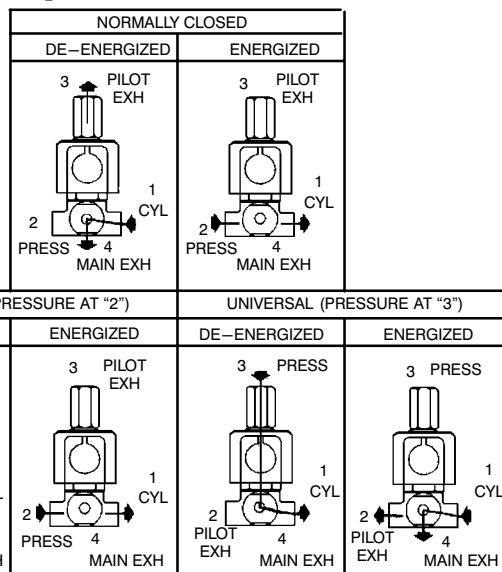 NORMALLY CLOSED
DE–ENERGIZED ENERGIZED
3 PILOT EXH
1 CYL
2 PRESS
4 MAIN EXH
3 PILOT EXH
1 CYL
2 PRESS
4 MAIN EXH
PRESSURE AT “2”) UNIVERSAL (PRESSURE AT “3”)
ENERGIZED DE–ENERGIZED ENERGIZED
3 PILOT EXH
1 CYL
2 PRESS
4 MAIN EXH
3 PRESS
1 CYL
2 PILOT EXH
4 MAIN EXH
3 PRESS
1 CYL
2 PILOT EXH
4 MAIN EXH